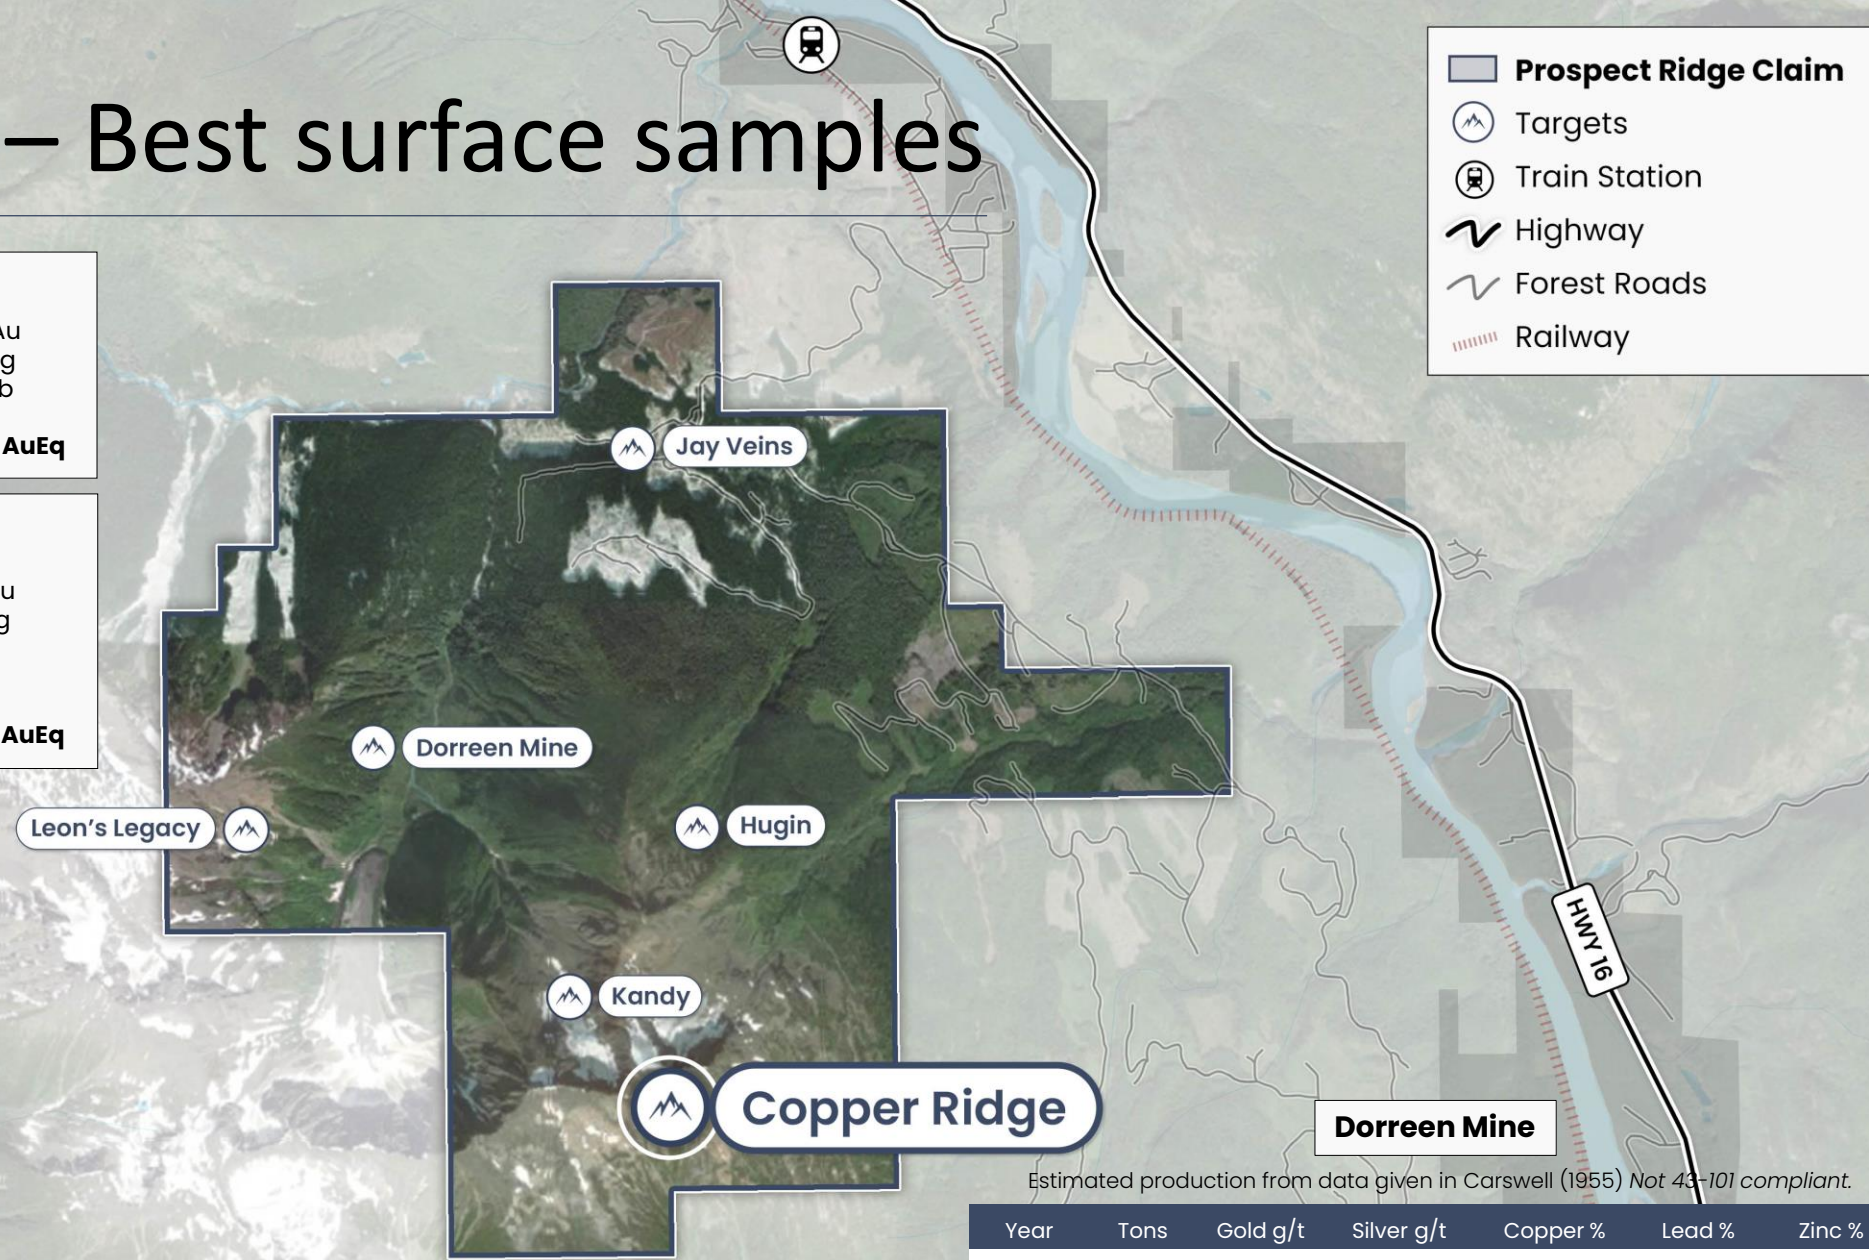 – Best surface samples
Prospect Ridge Claim
Targets
Train Station
Highway
Forest Roads
Railway
AuEq
AuEq
Jay Veins
Dorreen Mine
Leon's Legacy
Hugin
Kandy
Copper Ridge
HWY 16
Dorreen Mine
Estimated production from data given in Carswell (1955) Not 43-101 compliant.
Year Tons Gold g/t Silver g/t Copper % Lead % Zinc %